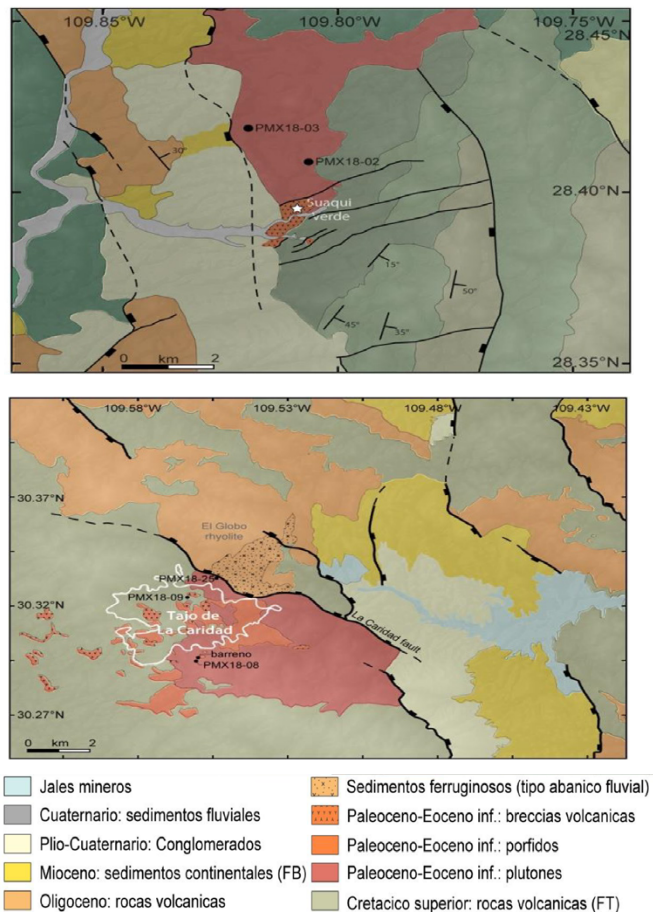 109.85°W 109.80°W 109.75°W
28.45°N
PMX18-03
30°
PMX18-02
28.40°N
Suaqui
Verde
15°
50°
45° 35°
0 km 2
28.35°N
109.58°W 109.53°W 109.48°W 109.43°W
30.37°N
El Globo
rhyolite
PMX18-25
PMX18-09
30.32°N
Tajo de
La Caridad
La Caridad fault
barreno
PMX18-08
30.27°N
0 km 2
Jales mineros
Cuaternario: sedimentos fluviales
Plio-Cuaternario: Conglomerados
Mioceno: sedimentos continentales (FB)
Oligoceno: rocas volcanicas
Sedimentos ferruginosos (tipo abanico fluvial)
Paleoceno-Eoceno inf.: breccias volcanicas
Paleoceno-Eoceno inf.: porfidos
Paleoceno-Eoceno inf.: plutones
Cretacico superior: rocas volcanicas (FT)